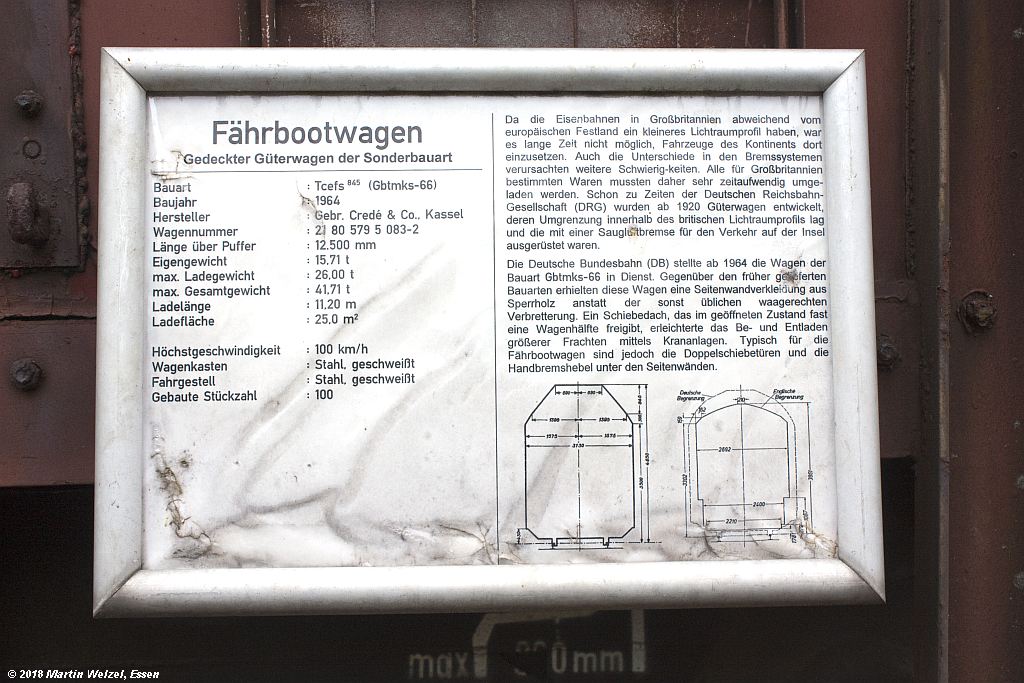 Fährbootwagen
Gedeckter Güterwagen der Sonderbauart
Bauart : Tcefs 845 (Gbtmks-66)
Baujahr : 1964
Hersteller : Gebr. Credé & Co., Kassel
Wagennummer : 21 80 579 5 083-2
Länge über Puffer : 12.500 mm
Eigengewicht : 15,71 t
max. Ladegewicht : 26,00 t
max. Gesamtgewicht : 41,71 t
Ladelänge : 11,20 m
Ladefläche : 25,0 m²
Höchstgeschwindigkeit : 100 km/h
Wagenkasten : Stahl, geschweißt
Fahrgestell : Stahl, geschweißt
Gebaute Stückzahl : 100
Da die Eisenbahnen in Großbritannien abweichend vom
europäischen Festland ein kleineres Lichtraumprofil haben, war
es lange Zeit nicht möglich, Fahrzeuge des Kontinents dort
einzusetzen. Auch die Unterschiede in den Bremssystemen
verursachten weitere Schwierig-keiten. Alle für Großbritannien
bestimmten Waren mussten daher sehr zeitaufwendig umge-
laden werden. Schon zu Zeiten der Deutschen Reichsbahn-
Gesellschaft (DRG) wurden ab 1920 Güterwagen entwickelt,
deren Umgrenzung innerhalb des britischen Lichtraumprofils lag
und die mit einer Saugluftbremse für den Verkehr auf der Insel
ausgerüstet waren.
Die Deutsche Bundesbahn (DB) stellte ab 1964 die Wagen der
Bauart Gbtmks-66 in Dienst. Gegenüber den früher gelieferten
Bauarten erhielten diese Wagen eine Seitenwandverkleidung aus
Sperrholz anstatt der sonst üblichen waagerechten
Verbretterung. Ein Schiebedach, das im geöffneten Zustand fast
eine Wagenhälfte freigibt, erleichterte das Be- und Entladen
größerer Frachten mittels Krananlagen. Typisch für die
Fährbootwagen sind jedoch die Doppelschiebetüren und die
Handbremshebel unter den Seitenwänden.
Deutsche Begrenzung
Englische Begrenzung
1575
3150
2692
2400
2210
max
0mm
© 2018 Martin Welzel, Essen